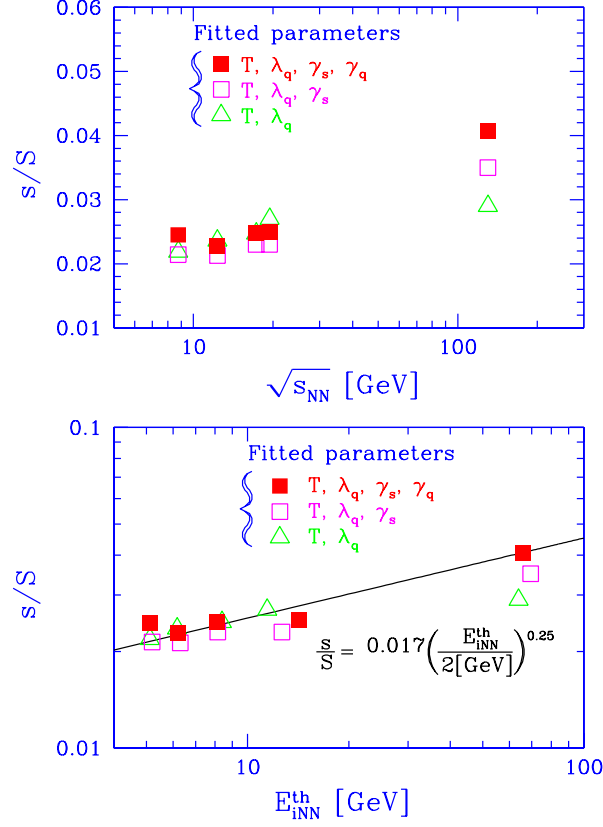 0.06
Fitted parameters
T, λq, γs, γq
0.05
T, λq, γs
T, λq
0.04
s/S
0.03
0.02
0.01
10
100
√sNN [GeV]
0.1
Fitted parameters
T, λq, γs, γq
T, λq, γs
T, λq
s/S
s/S = 0.017(E^th_iNN/2[GeV])^0.25
0.01
10
100
E^th_iNN [GeV]